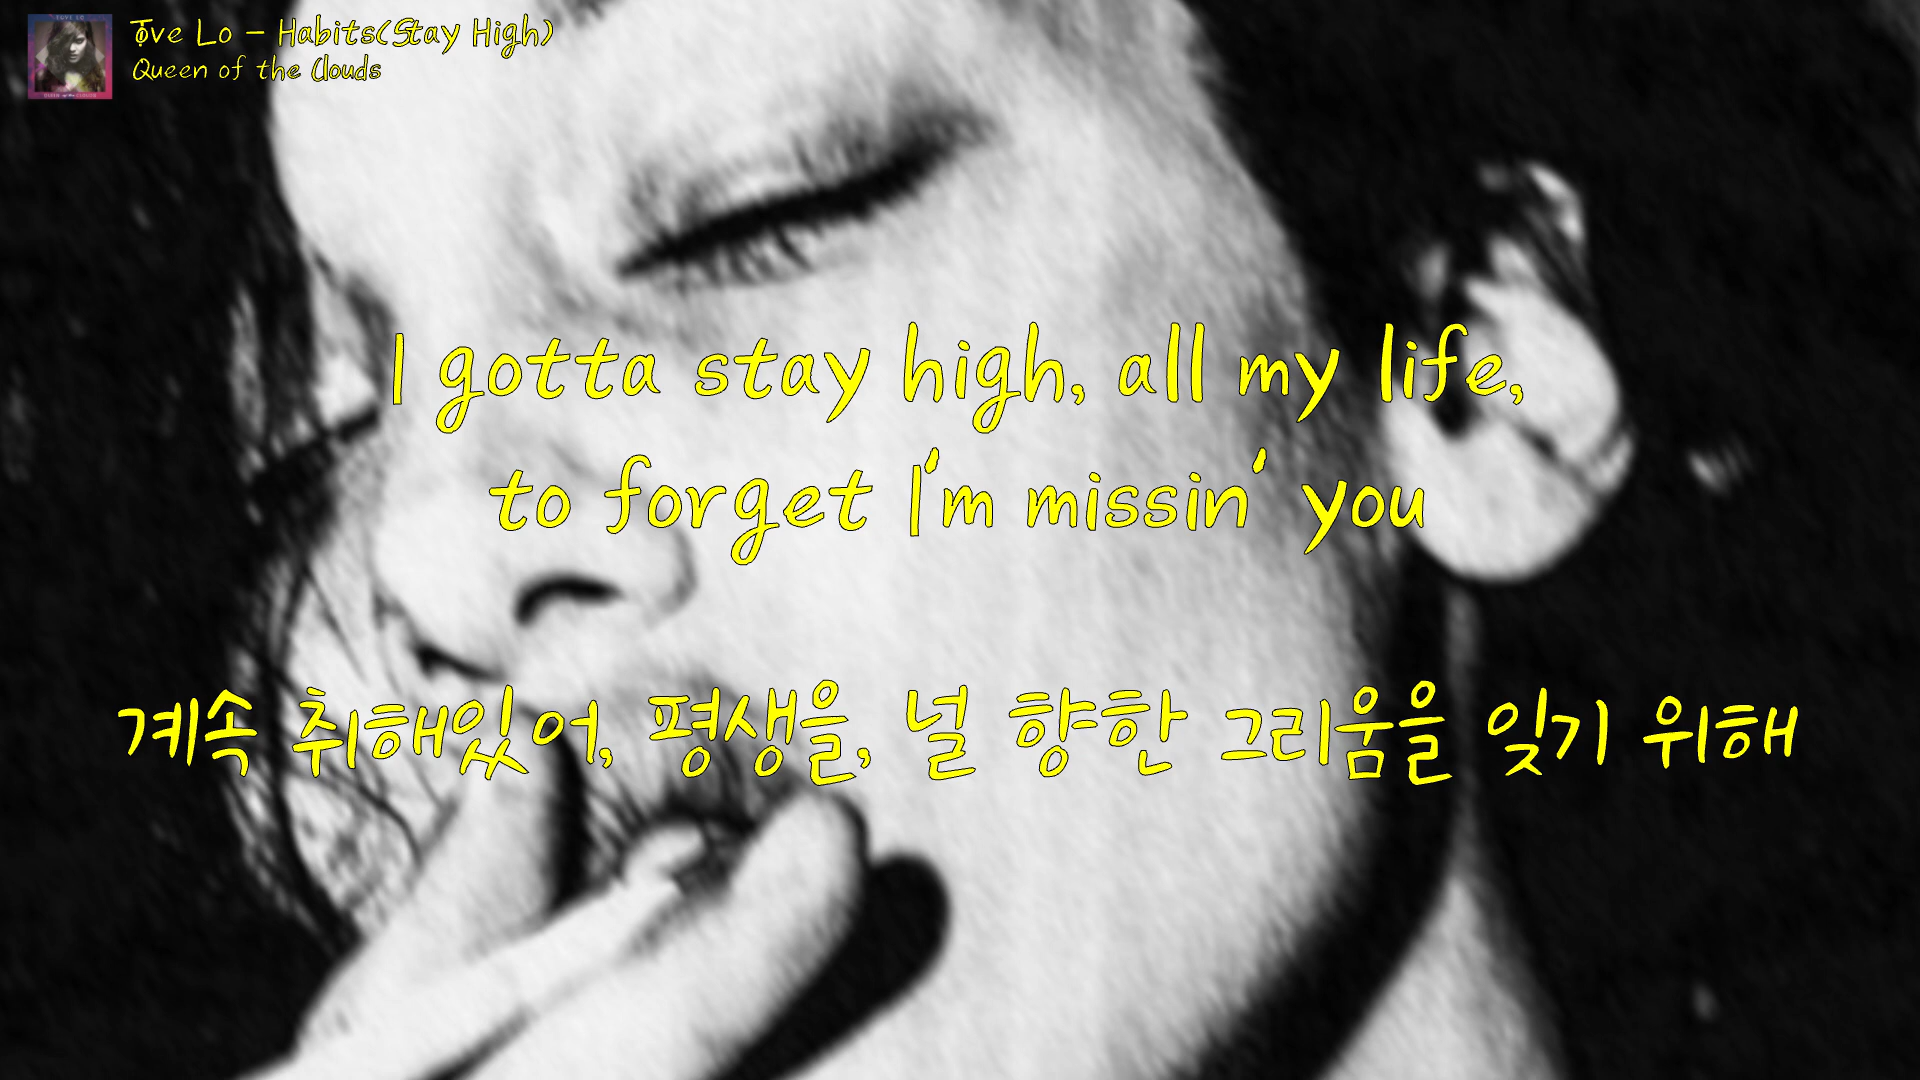 Tove Lo - Habits(Stay High)
Queen of the Clouds
I gotta stay high, all my life,
to forget I'm missin' you
계속 취해있어, 평생을, 널 향한 그리움을 잊기 위해